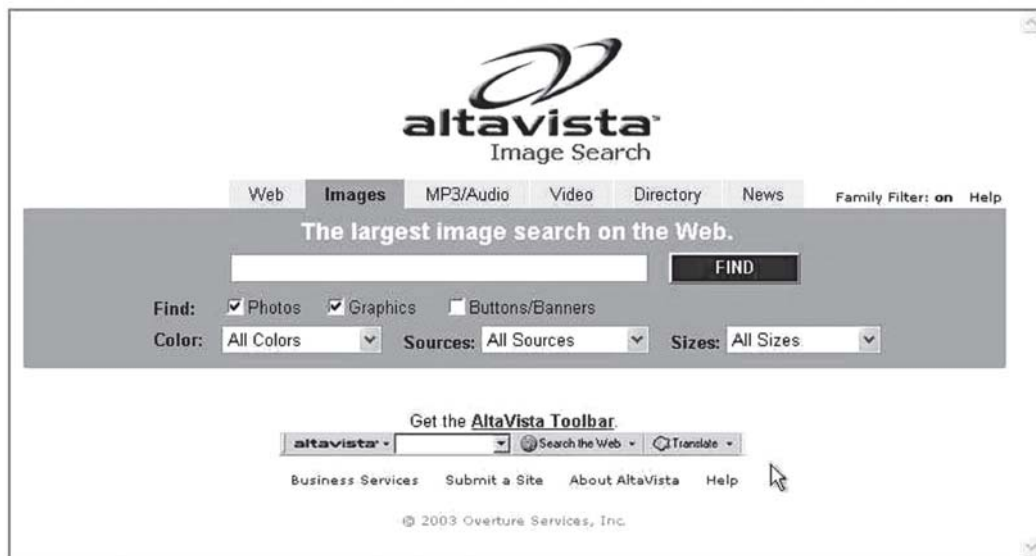 altavista™
Image Search
Web Images MP3/Audio Video Directory News Family Filter: on Help
The largest image search on the Web.
FIND
Find: Photos Graphics Buttons/Banners
Color: All Colors Sources: All Sources Sizes: All Sizes
Get the AltaVista Toolbar.
altavista Search the Web Translate
Business Services Submit a Site About AltaVista Help
© 2003 Overture Services, Inc.